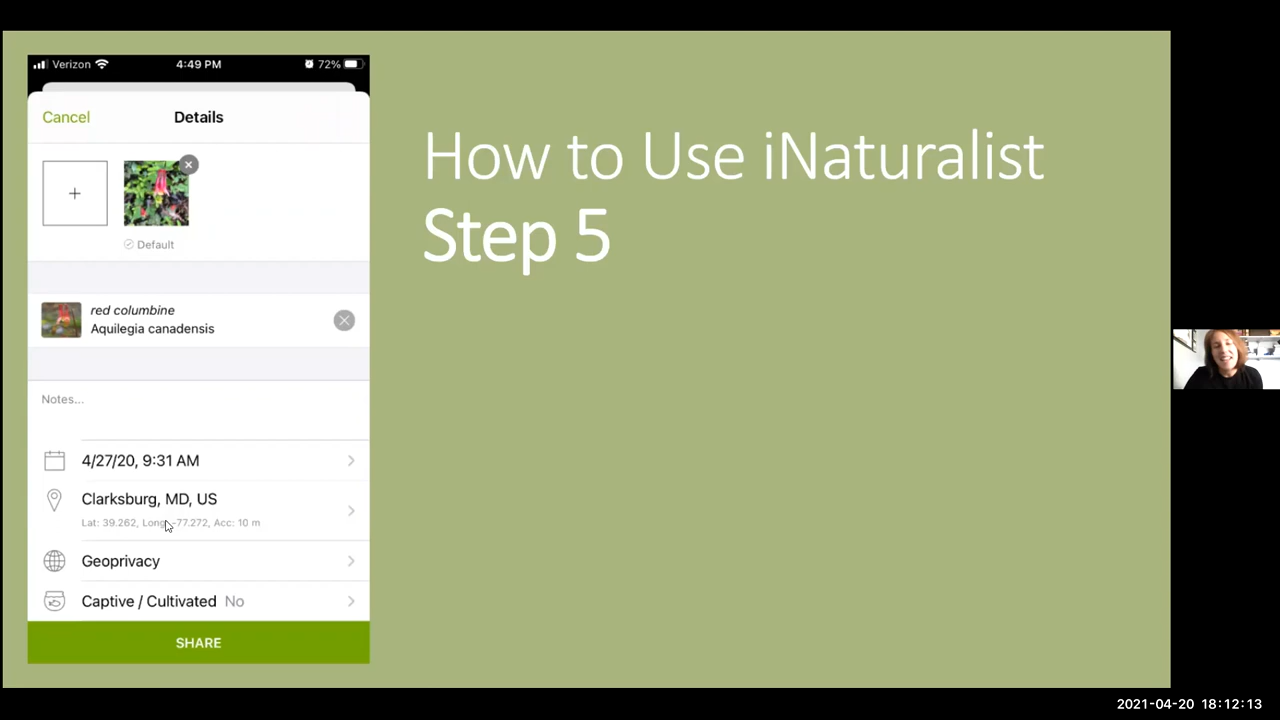 Verizon 4:49 PM 72%
Cancel Details
Default
red columbine
Aquilegia canadensis
Notes...
4/27/20, 9:31 AM
Clarksburg, MD, US
Lat: 39.262, Long: -77.272, Acc: 10 m
Geoprivacy
Captive / Cultivated No
SHARE
How to Use iNaturalist
Step 5
2021-04-20 18:12:13